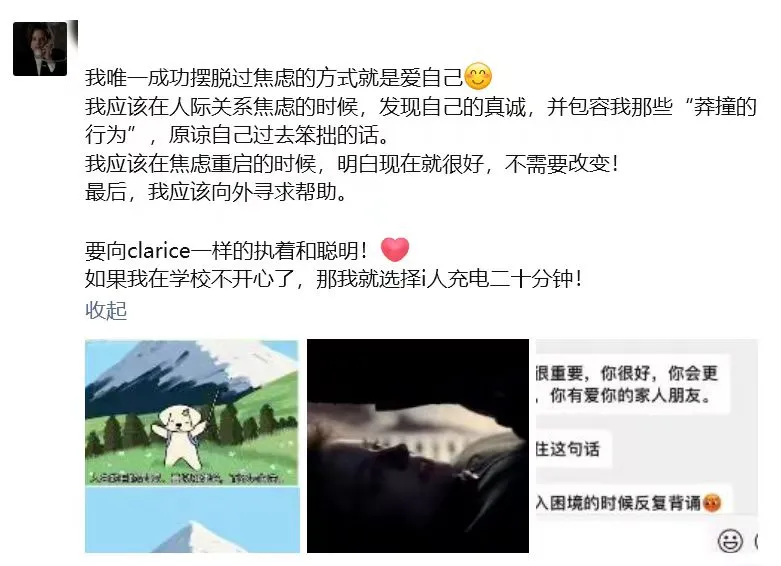 我唯一成功摆脱过焦虑的方式就是爱自己😊
我应该在人际关系焦虑的时候，发现自己的真诚，并包容我那些“莽撞的
行为”，原谅自己过去笨拙的话。
我应该在焦虑重启的时候，明白现在就很好，不需要改变！
最后，我应该向外寻求帮助。
要向clarice一样的执着和聪明！❤
如果我在学校不开心了，那我就选择i人充电二十分钟！
收起
很重要，你很好，你会更
，你有爱你的家人朋友。
住这句话
入困境的时候反复背诵😡